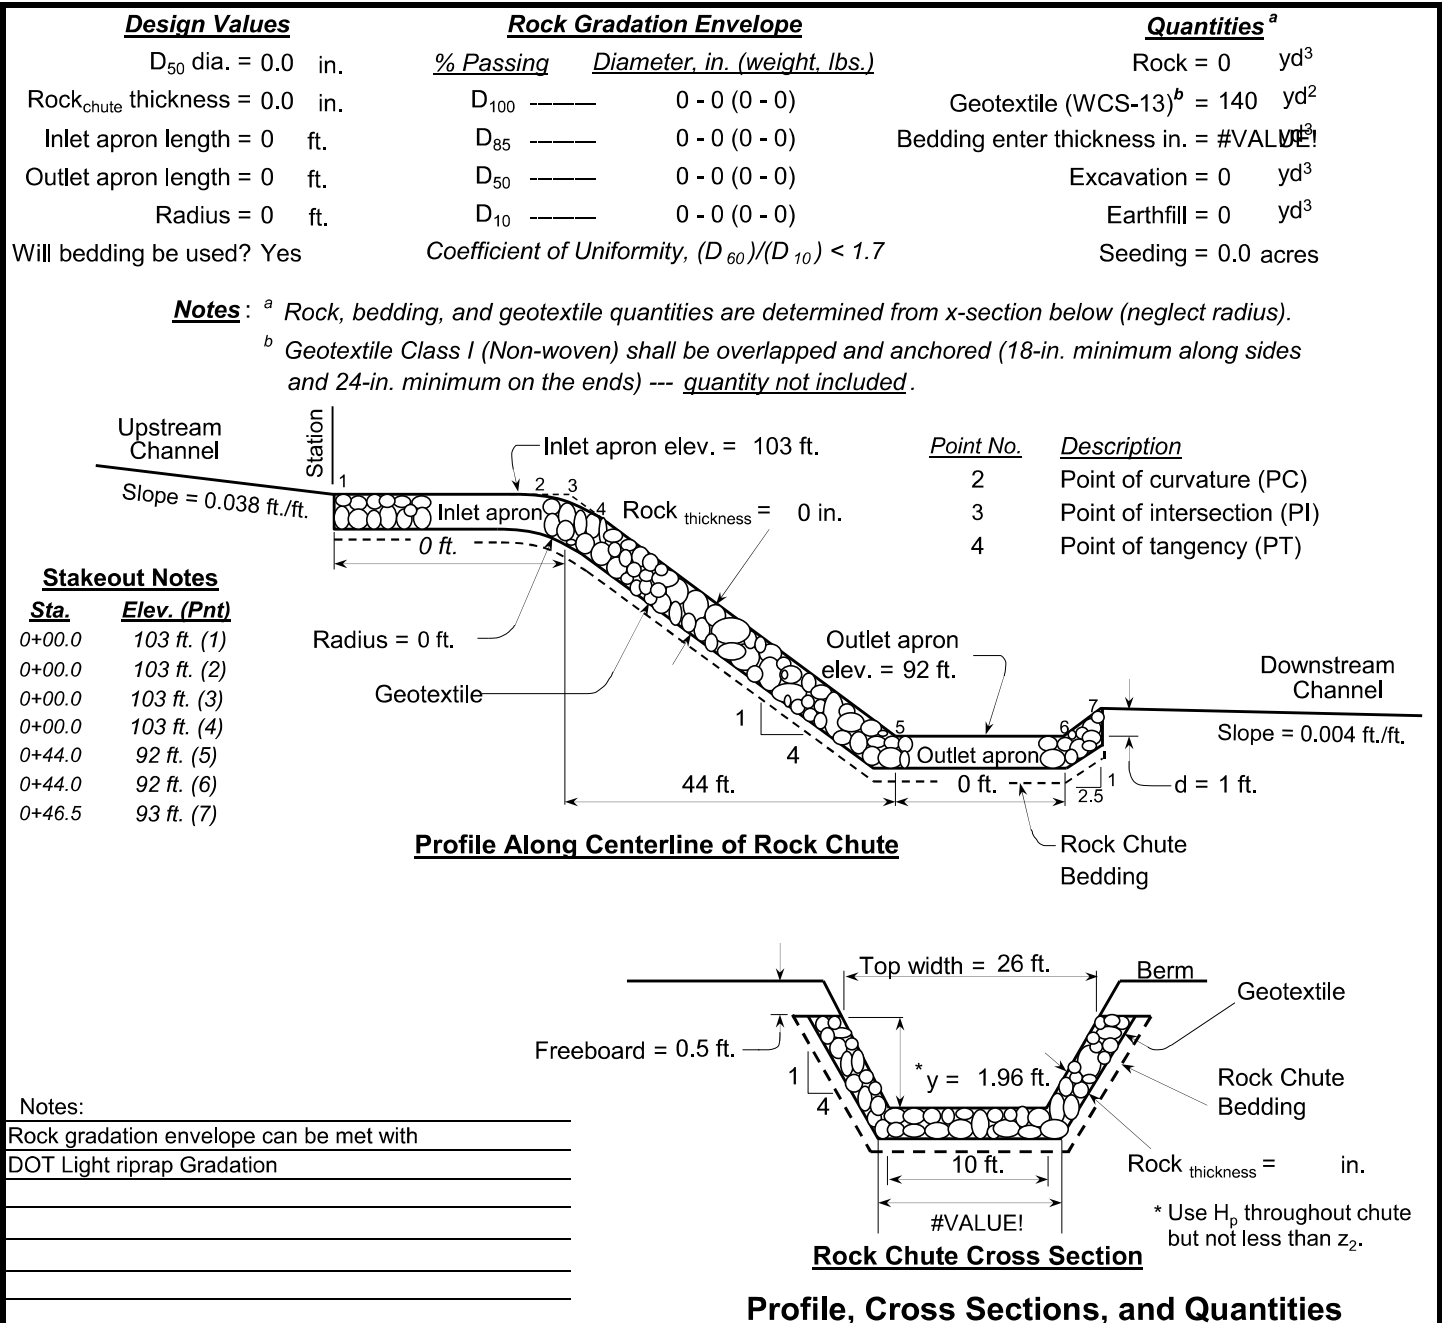 Design Values
D50 dia. = 0.0 in.
Rockchute thickness = 0.0 in.
Inlet apron length = 0 ft.
Outlet apron length = 0 ft.
Radius = 0 ft.
Will bedding be used? Yes
Rock Gradation Envelope
% Passing Diameter, in. (weight, lbs.)
D100 ---------- 0 - 0 (0 - 0)
D85 ---------- 0 - 0 (0 - 0)
D50 ---------- 0 - 0 (0 - 0)
D10 ---------- 0 - 0 (0 - 0)
Coefficient of Uniformity, (D 60)/(D 10) < 1.7
Quantities a
Rock = 0 yd3
Geotextile (WCS-13)b = 140 yd2
Bedding enter thickness in. = #VALUE! yd3
Excavation = 0 yd3
Earthfill = 0 yd3
Seeding = 0.0 acres
Notes: a Rock, bedding, and geotextile quantities are determined from x-section below (neglect radius).
b Geotextile Class I (Non-woven) shall be overlapped and anchored (18-in. minimum along sides
and 24-in. minimum on the ends) --- quantity not included.
Upstream
Channel
Slope = 0.038 ft./ft.
Station
1
Inlet apron elev. = 103 ft.
2 3
4
Inlet apron
0 ft.
Rock thickness = 0 in.
Point No. Description
2 Point of curvature (PC)
3 Point of intersection (PI)
4 Point of tangency (PT)
Stakeout Notes
Sta. Elev. (Pnt)
0+00.0 103 ft. (1)
0+00.0 103 ft. (2)
0+00.0 103 ft. (3)
0+00.0 103 ft. (4)
0+44.0 92 ft. (5)
0+44.0 92 ft. (6)
0+46.5 93 ft. (7)
Radius = 0 ft.
Geotextile
1
4
Outlet apron
elev. = 92 ft.
5
6
7
Outlet apron
Downstream
Channel
Slope = 0.004 ft./ft.
44 ft.
0 ft.
1
2.5
d = 1 ft.
Rock Chute
Bedding
Profile Along Centerline of Rock Chute
Top width = 26 ft.
Berm
Geotextile
Freeboard = 0.5 ft.
1
4
*y = 1.96 ft.
Rock Chute
Bedding
10 ft.
Rock thickness = in.
#VALUE!
* Use Hp throughout chute
but not less than z2.
Rock Chute Cross Section
Notes:
Rock gradation envelope can be met with
DOT Light riprap Gradation
Profile, Cross Sections, and Quantities